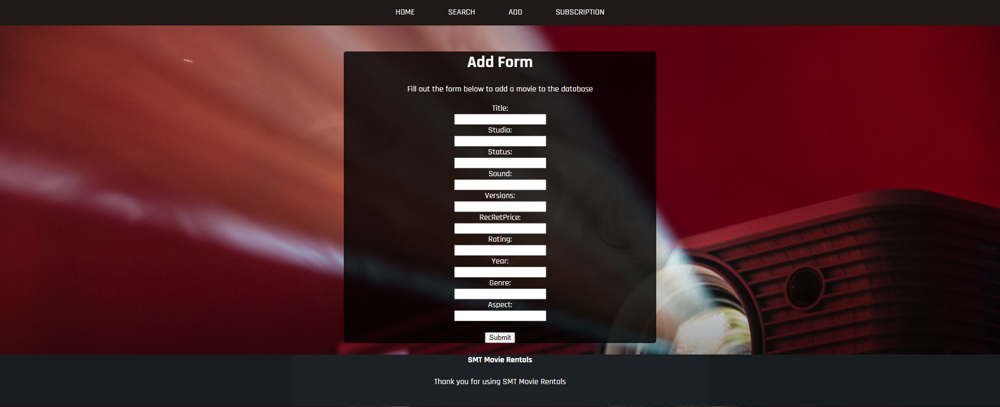 HOME SEARCH ADD SUBSCRIPTION
Add Form
Fill out the form below to add a movie to the database
Title:
Studio:
Status:
Sound:
Versions:
RecRetPrice:
Rating:
Year:
Genre:
Aspect:
Submit
SMT Movie Rentals
Thank you for using SMT Movie Rentals